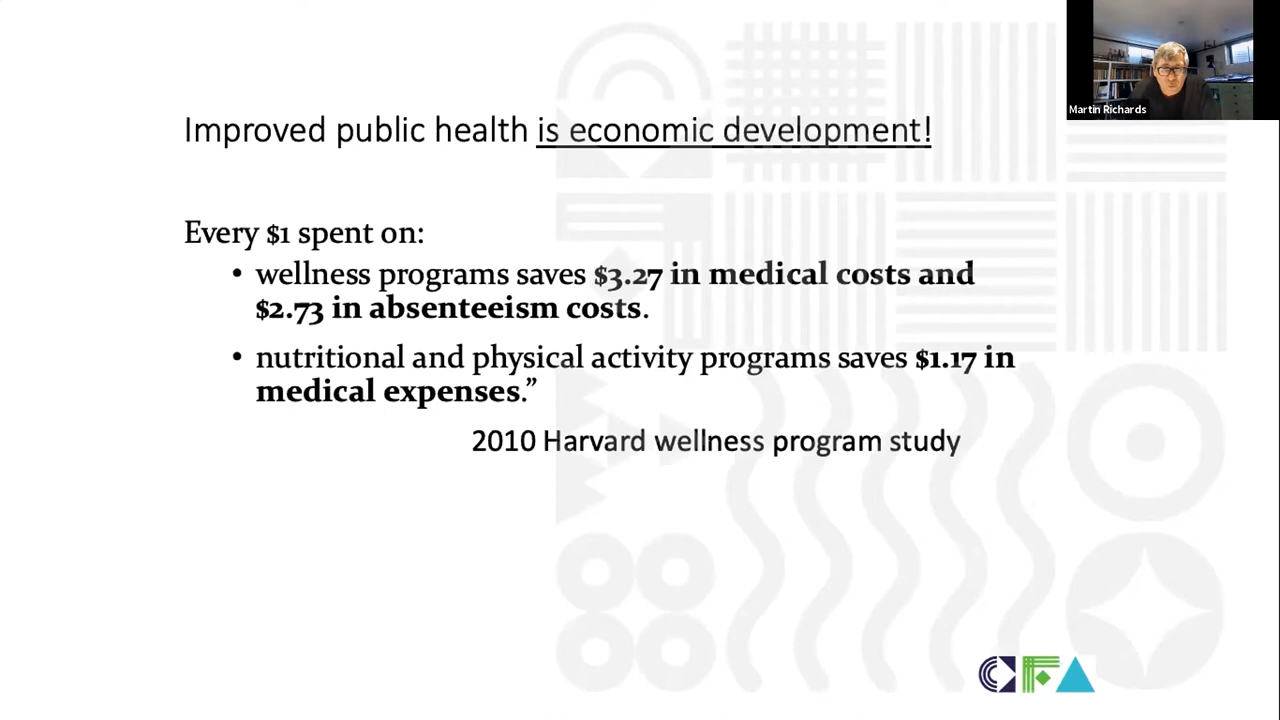 Martin Richards
Improved public health is economic development!
Every $1 spent on:
• wellness programs saves $3.27 in medical costs and
$2.73 in absenteeism costs.
• nutritional and physical activity programs saves $1.17 in
medical expenses.”
2010 Harvard wellness program study
CFA